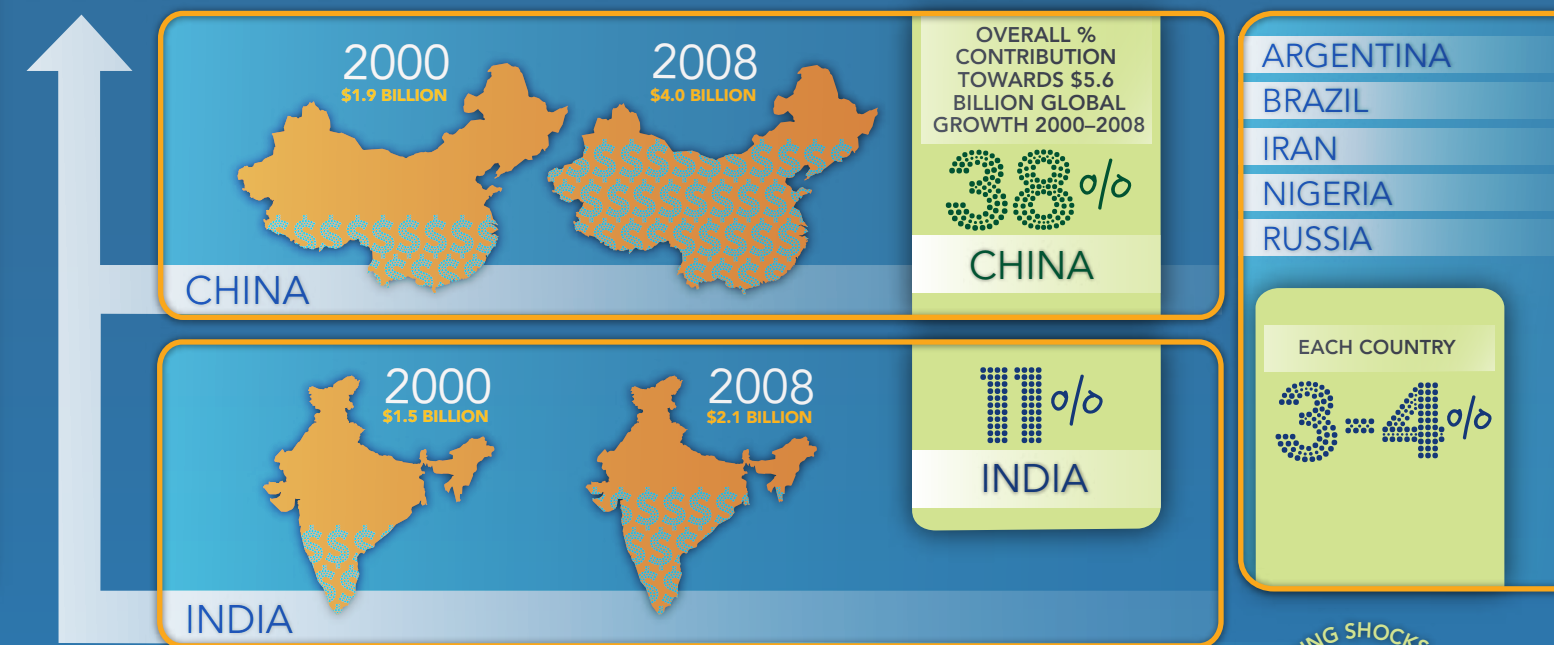 2000
$1.9 BILLION
2008
$4.0 BILLION
CHINA
OVERALL %
CONTRIBUTION
TOWARDS $5.6
BILLION GLOBAL
GROWTH 2000–2008
38%
CHINA
2000
$1.5 BILLION
2008
$2.1 BILLION
INDIA
11%
INDIA
ARGENTINA
BRAZIL
IRAN
NIGERIA
RUSSIA
EACH COUNTRY
3–4%
SHOCKS